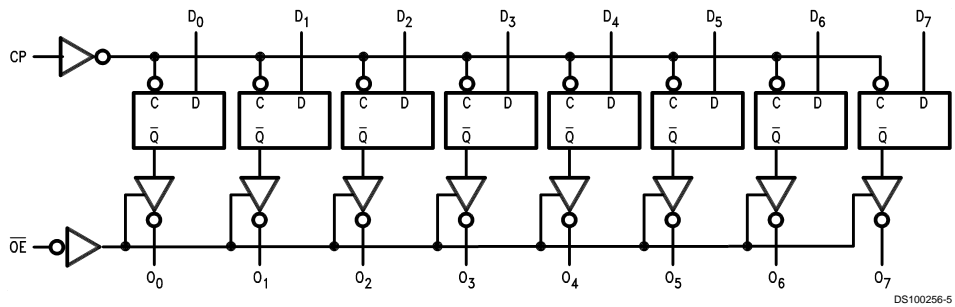 D0 D1 D2 D3 D4 D5 D6 D7
CP
C D C D C D C D C D C D C D C D
Q̅ Q̅ Q̅ Q̅ Q̅ Q̅ Q̅ Q̅
O̅E̅
O0 O1 O2 O3 O4 O5 O6 O7
DS100256-5